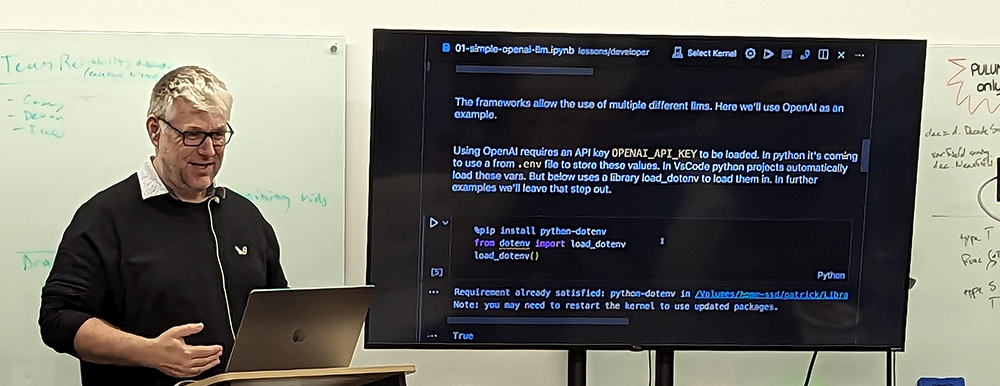 Team Reliability
- Casey
- Devon
01-simple-openai-llm.ipynb lessons/developer
Select Kernel
The frameworks allow the use of multiple different llms. Here we'll use OpenAI as an
example.
Using OpenAI requires an API key OPENAI_API_KEY to be loaded. In python it's coming
to use a from .env file to store these values. In VsCode python projects automatically
load these vars. But below uses a library load_dotenv to load them in. In further
examples we'll leave that step out.
%pip install python-dotenv
from dotenv import load_dotenv
load_dotenv()
[5]
Python
Requirement already satisfied: python-dotenv in /Volumes/home-ssd/patrick/Libra
Note: you may need to restart the kernel to use updated packages.
True
vids
PULUM
only
type T
type S
T